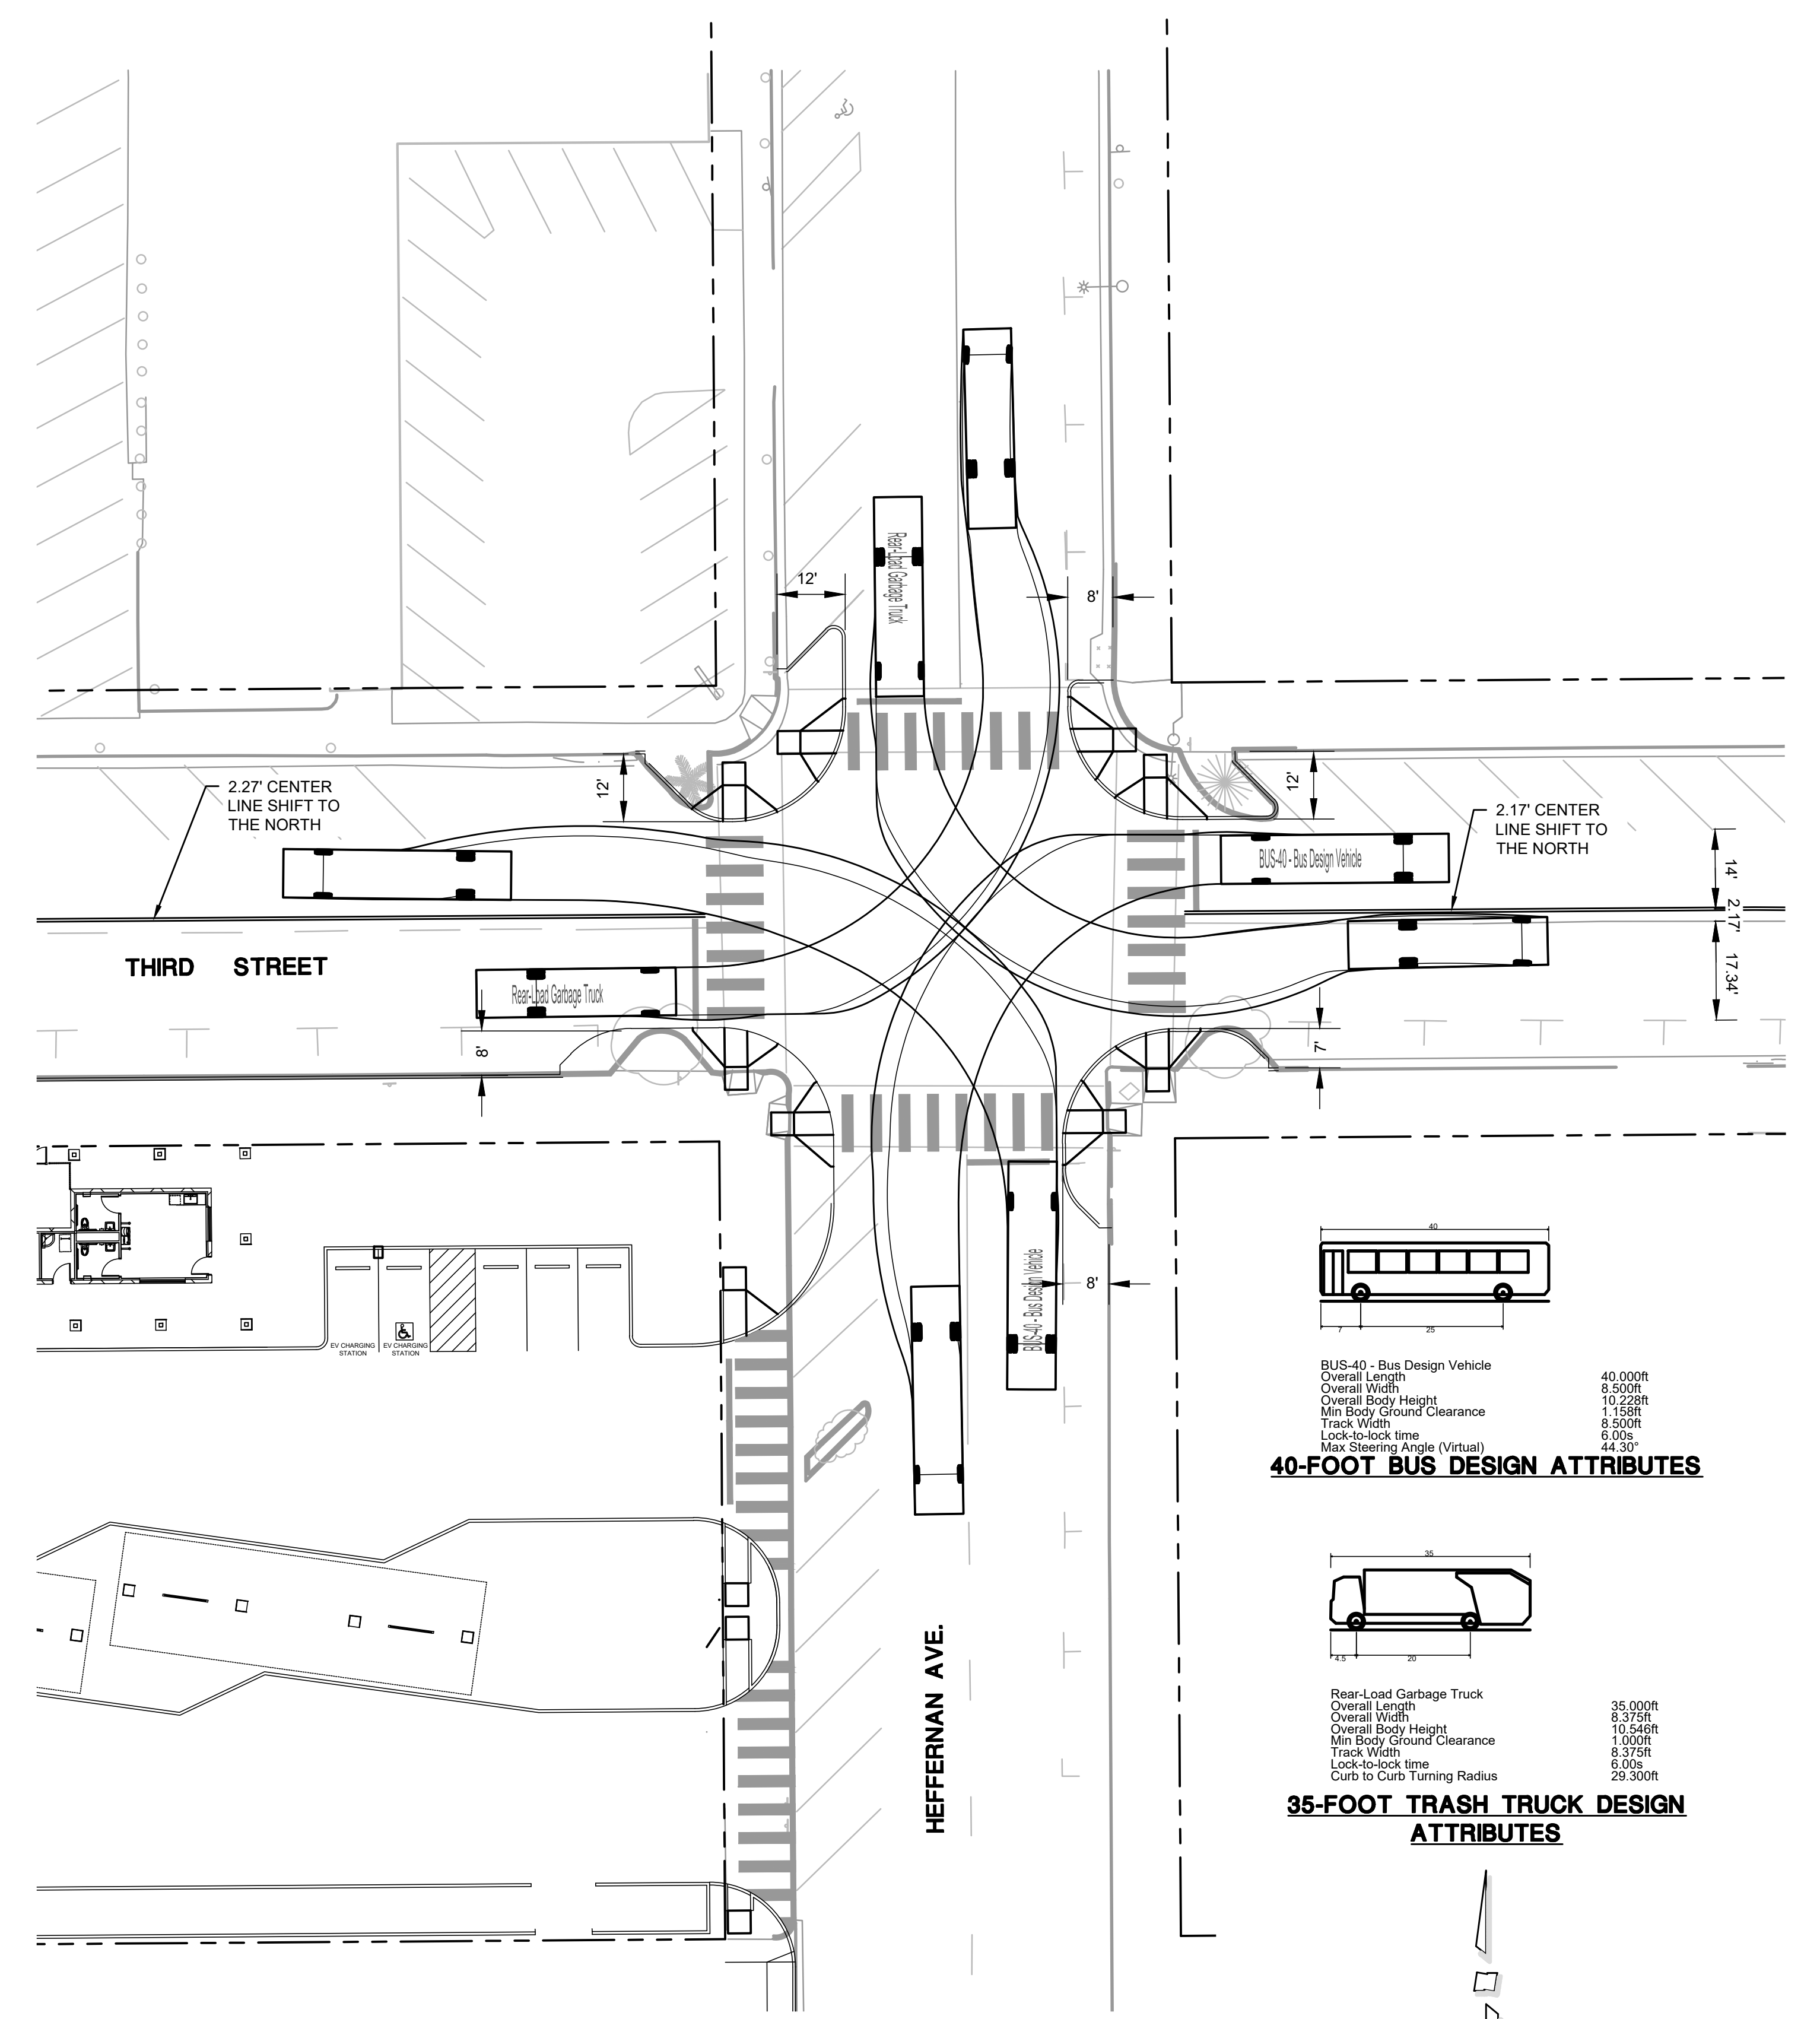 12'
8'
Rear-Load Garbage Truck
12'
12'
2.27' CENTER
LINE SHIFT TO
THE NORTH
2.17' CENTER
LINE SHIFT TO
THE NORTH
BUS-40 - Bus Design Vehicle
14'
2.17'
17.34'
THIRD STREET
Rear-Load Garbage Truck
8'
7'
8'
BUS-40 - Bus Design Vehicle
EV CHARGING
STATION
EV CHARGING
STATION
HEFFERNAN AVE.
40
7
25
BUS-40 - Bus Design Vehicle
Overall Length 40.000ft
Overall Width 8.500ft
Overall Body Height 10.228ft
Min Body Ground Clearance 1.158ft
Track Width 8.500ft
Lock-to-lock time 6.00s
Max Steering Angle (Virtual) 44.30°
40-FOOT BUS DESIGN ATTRIBUTES
35
4.5
20
Rear-Load Garbage Truck
Overall Length 35.000ft
Overall Width 8.375ft
Overall Body Height 10.546ft
Min Body Ground Clearance 1.000ft
Track Width 8.375ft
Lock-to-lock time 6.00s
Curb to Curb Turning Radius 29.300ft
35-FOOT TRASH TRUCK DESIGN
ATTRIBUTES